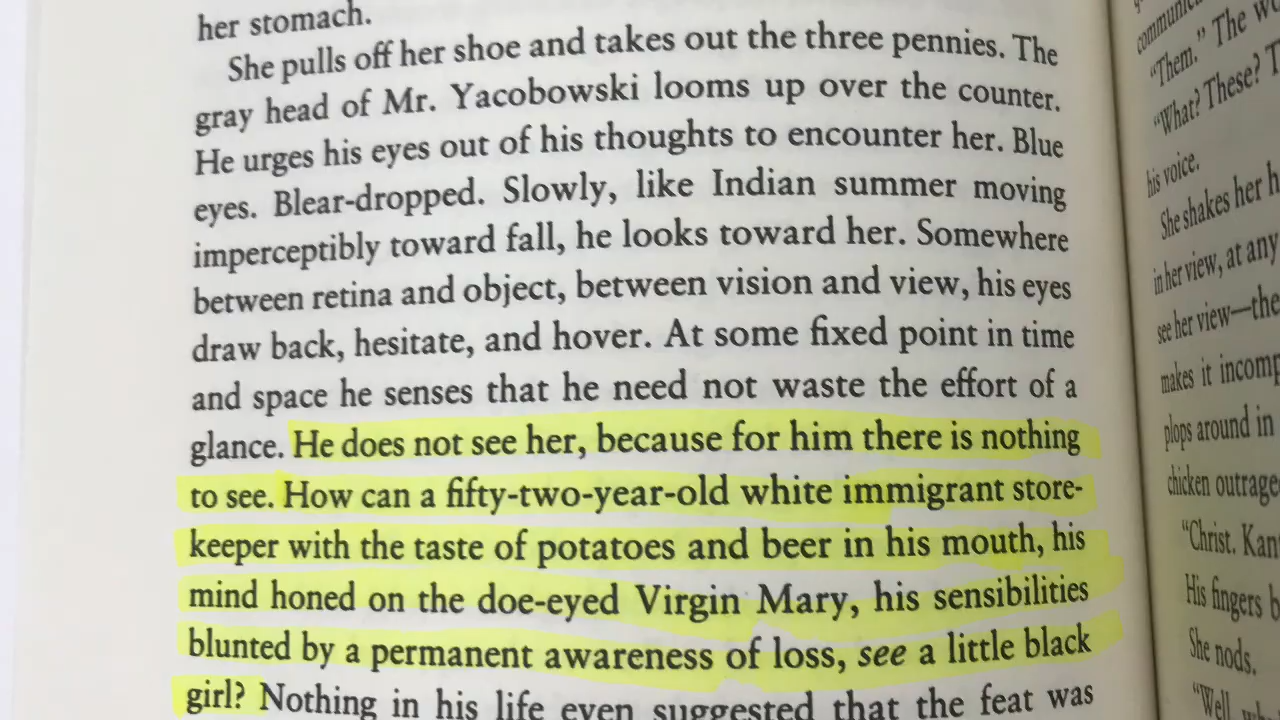 her stomach.
She pulls off her shoe and takes out the three pennies. The
gray head of Mr. Yacobowski looms up over the counter.
He urges his eyes out of his thoughts to encounter her. Blue
eyes. Blear-dropped. Slowly, like Indian summer moving
imperceptibly toward fall, he looks toward her. Somewhere
between retina and object, between vision and view, his eyes
draw back, hesitate, and hover. At some fixed point in time
and space he senses that he need not waste the effort of a
glance. He does not see her, because for him there is nothing
to see. How can a fifty-two-year-old white immigrant store-
keeper with the taste of potatoes and beer in his mouth, his
mind honed on the doe-eyed Virgin Mary, his sensibilities
blunted by a permanent awareness of loss, see a little black
girl? Nothing in his life even suggested that the feat was
“Them.” The
“What? These?
his voice.
She shakes her
in her view, at any
see her view—the
makes it
plops around in
chicken
“Christ.
His fingers
She nods.
“Well